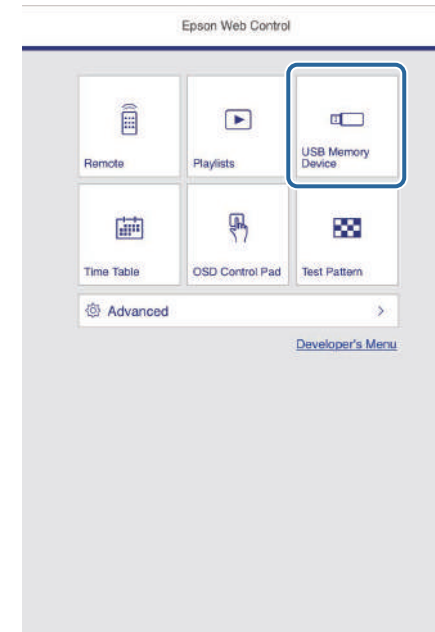 Epson Web Control
Remote
Playlists
USB Memory
Device
Time Table
OSD Control Pad
Test Pattern
Advanced
Developer's Menu